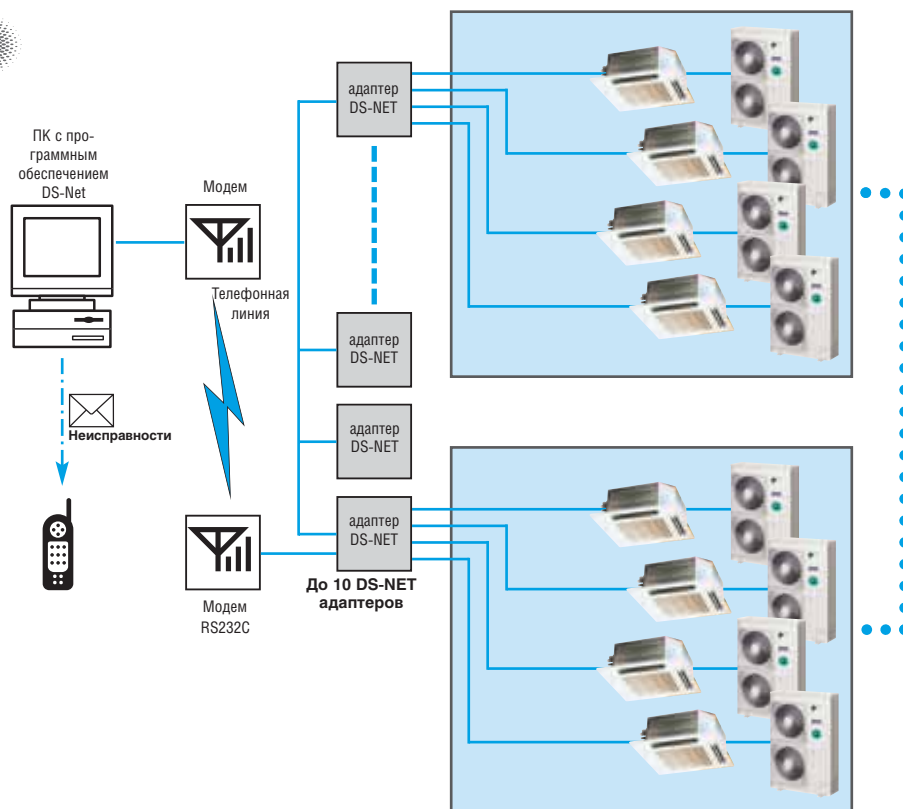 ПК с про-
граммным
обеспечением
DS-Net
Модем
Телефонная
линия
Неисправности
Модем
RS232C
адаптер
DS-NET
адаптер
DS-NET
адаптер
DS-NET
адаптер
DS-NET
До 10 DS-NET
адаптеров